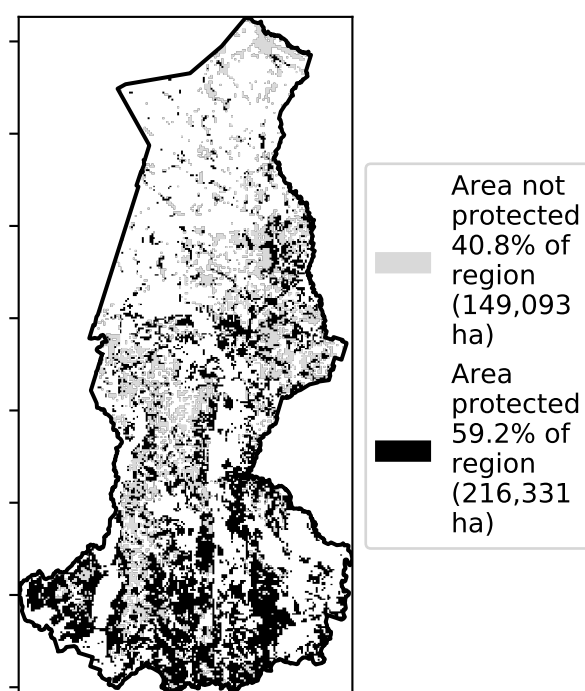 Area not
protected
40.8% of
region
(149,093
ha)
Area
protected
59.2% of
region
(216,331
ha)